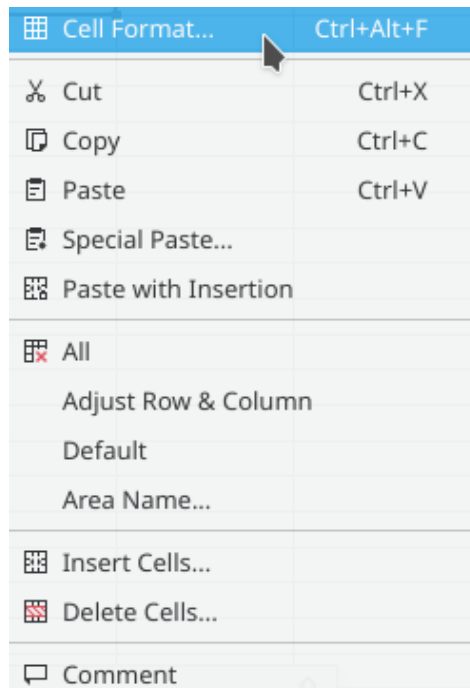 Cell Format... Ctrl+Alt+F
Cut Ctrl+X
Copy Ctrl+C
Paste Ctrl+V
Special Paste...
Paste with Insertion
All
Adjust Row & Column
Default
Area Name...
Insert Cells...
Delete Cells...
Comment